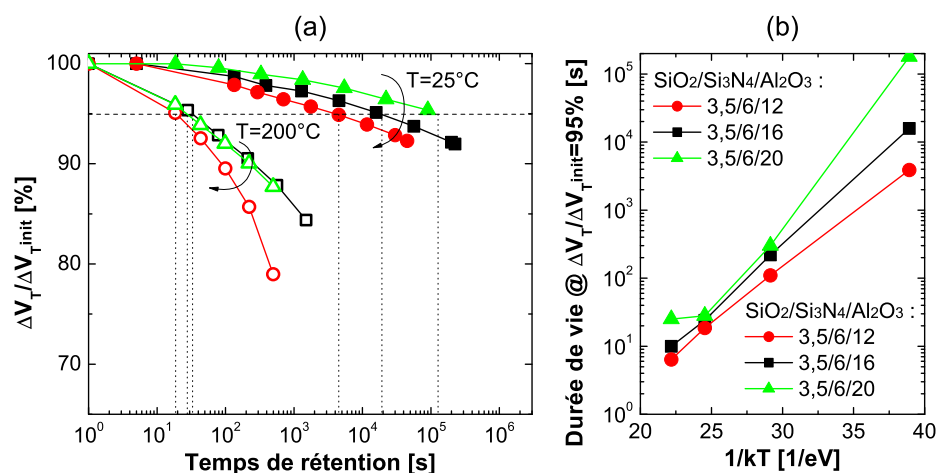 (a)
100
90
80
70
ΔV_T/ΔV_T^init [%]
T=25°C
T=200°C
10^0 10^1 10^2 10^3 10^4 10^5 10^6
Temps de rétention [s]
(b)
10^5
10^4
10^3
10^2
10^1
10^0
Durée de vie @ ΔV_T/ΔV_T^init=95% [s]
SiO2/Si3N4/Al2O3 :
3,5/6/12
3,5/6/16
3,5/6/20
SiO2/Si3N4/Al2O3 :
3,5/6/12
3,5/6/16
3,5/6/20
20 25 30 35 40
1/kT [1/eV]